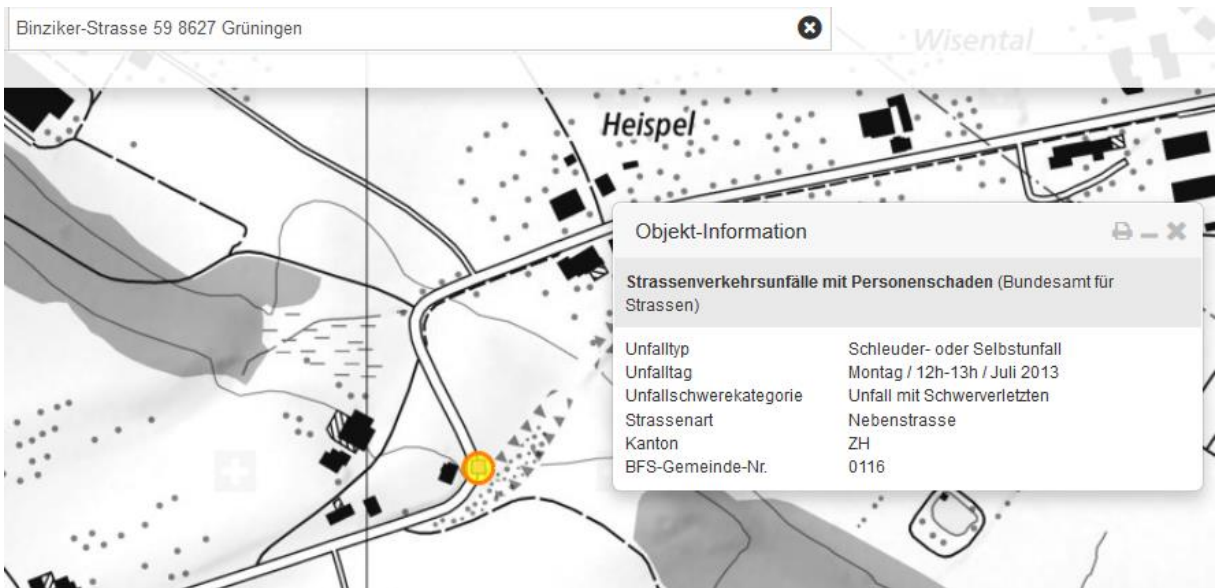 Binziker-Strasse 59 8627 Grüningen
Wisental
Heispel
Objekt-Information
Strassenverkehrsunfälle mit Personenschaden (Bundesamt für
Strassen)
Unfalltyp Schleuder- oder Selbstunfall
Unfalltag Montag / 12h-13h / Juli 2013
Unfallschwerekategorie Unfall mit Schwerverletzten
Strassenart Nebenstrasse
Kanton ZH
BFS-Gemeinde-Nr. 0116